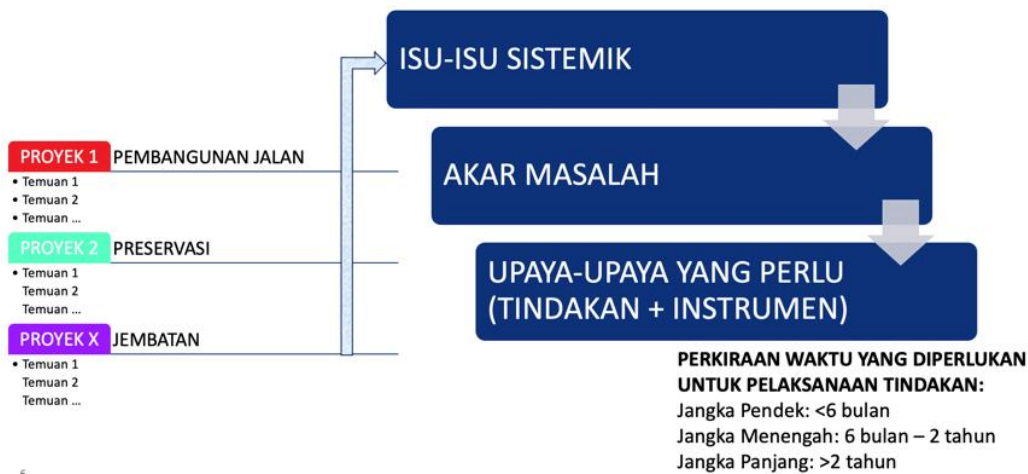 ISU-ISU SISTEMIK
PROYEK 1 PEMBANGUNAN JALAN
• Temuan 1
• Temuan 2
• Temuan ...
PROYEK 2 PRESERVASI
• Temuan 1
Temuan 2
Temuan ...
PROYEK X JEMBATAN
• Temuan 1
Temuan 2
Temuan ...
AKAR MASALAH
UPAYA-UPAYA YANG PERLU
(TINDAKAN + INSTRUMEN)
PERKIRAAN WAKTU YANG DIPERLUKAN
UNTUK PELAKSANAAN TINDAKAN:
Jangka Pendek: <6 bulan
Jangka Menengah: 6 bulan – 2 tahun
Jangka Panjang: >2 tahun